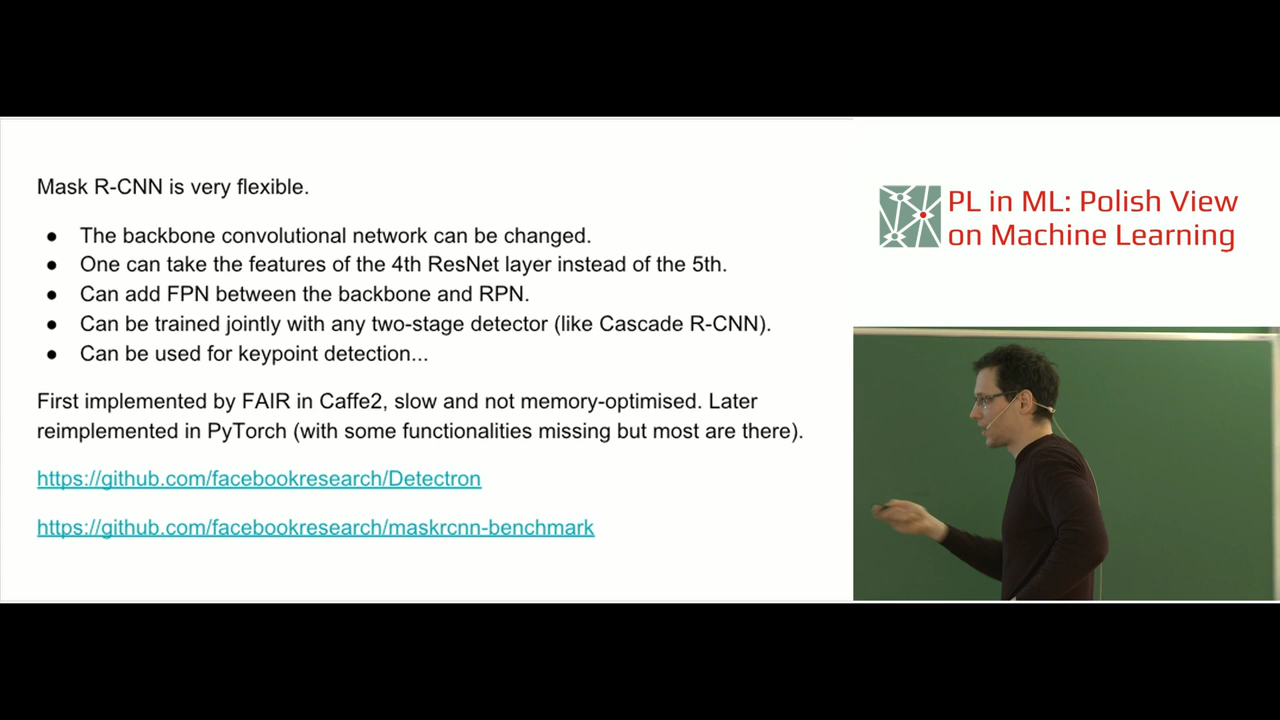 Mask R-CNN is very flexible.
● The backbone convolutional network can be changed.
● One can take the features of the 4th ResNet layer instead of the 5th.
● Can add FPN between the backbone and RPN.
● Can be trained jointly with any two-stage detector (like Cascade R-CNN).
● Can be used for keypoint detection...
First implemented by FAIR in Caffe2, slow and not memory-optimised. Later
reimplemented in PyTorch (with some functionalities missing but most are there).
https://github.com/facebookresearch/Detectron
https://github.com/facebookresearch/maskrcnn-benchmark
PL in ML: Polish View
on Machine Learning